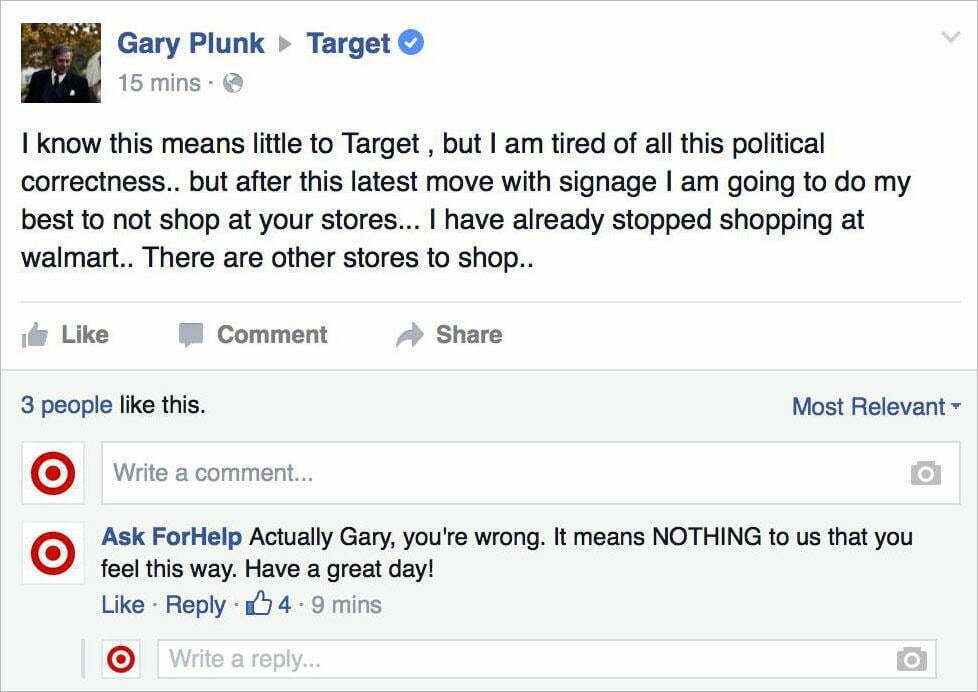 Gary Plunk ▸ Target
15 mins ·
I know this means little to Target , but I am tired of all this political
correctness.. but after this latest move with signage I am going to do my
best to not shop at your stores... I have already stopped shopping at
walmart.. There are other stores to shop..
Like Comment Share
3 people like this. Most Relevant
Write a comment...
Ask ForHelp Actually Gary, you're wrong. It means NOTHING to us that you
feel this way. Have a great day!
Like · Reply · 4 · 9 mins
Write a reply...